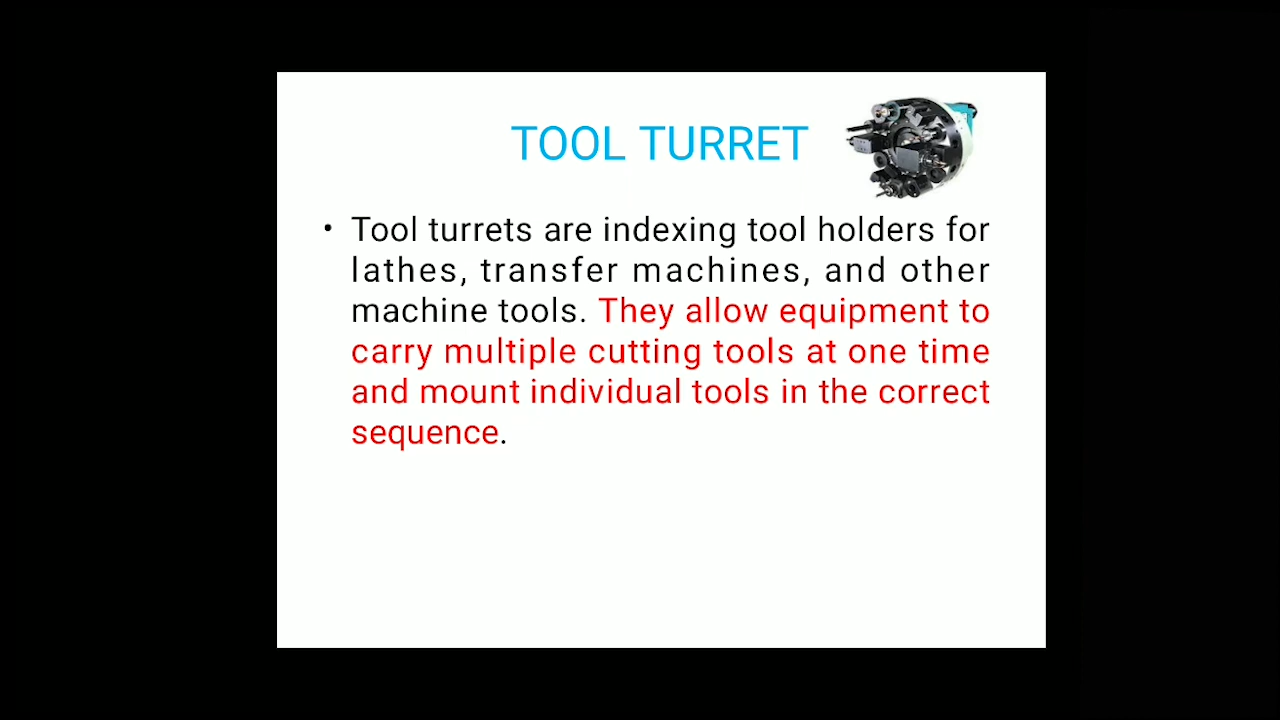 TOOL TURRET
• Tool turrets are indexing tool holders for
lathes, transfer machines, and other
machine tools. They allow equipment to
carry multiple cutting tools at one time
and mount individual tools in the correct
sequence.